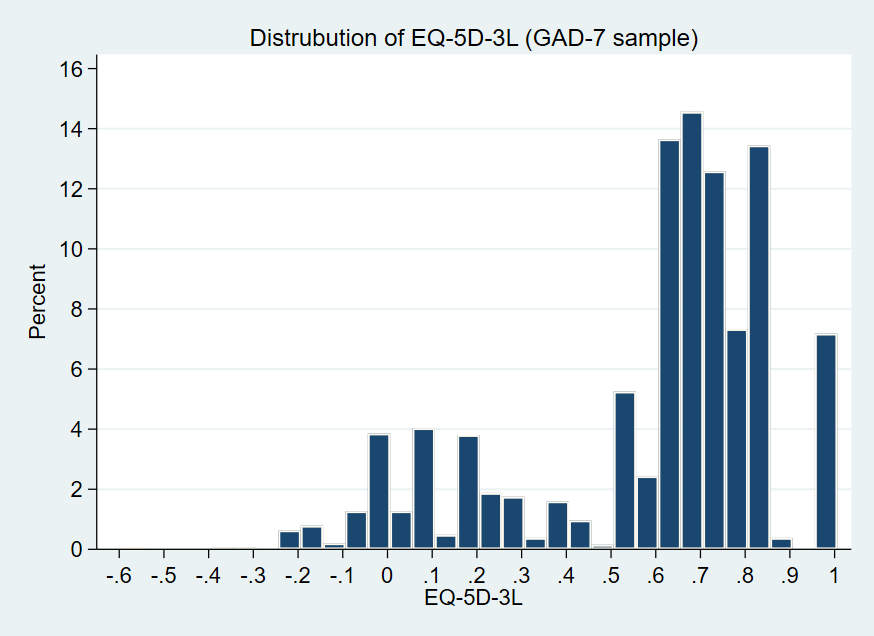 Distrubution of EQ-5D-3L (GAD-7 sample)
Percent
16
14
12
10
8
6
4
2
0
-.6 -.5 -.4 -.3 -.2 -.1 0 .1 .2 .3 .4 .5 .6 .7 .8 .9 1
EQ-5D-3L